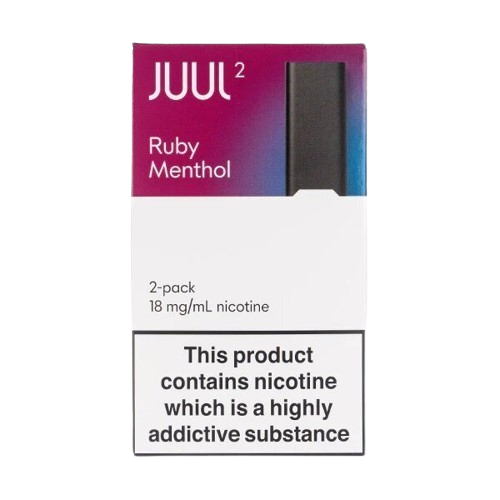 JUUL2
Ruby
Menthol
2-pack
18 mg/mL nicotine
This product
contains nicotine
which is a highly
addictive substance